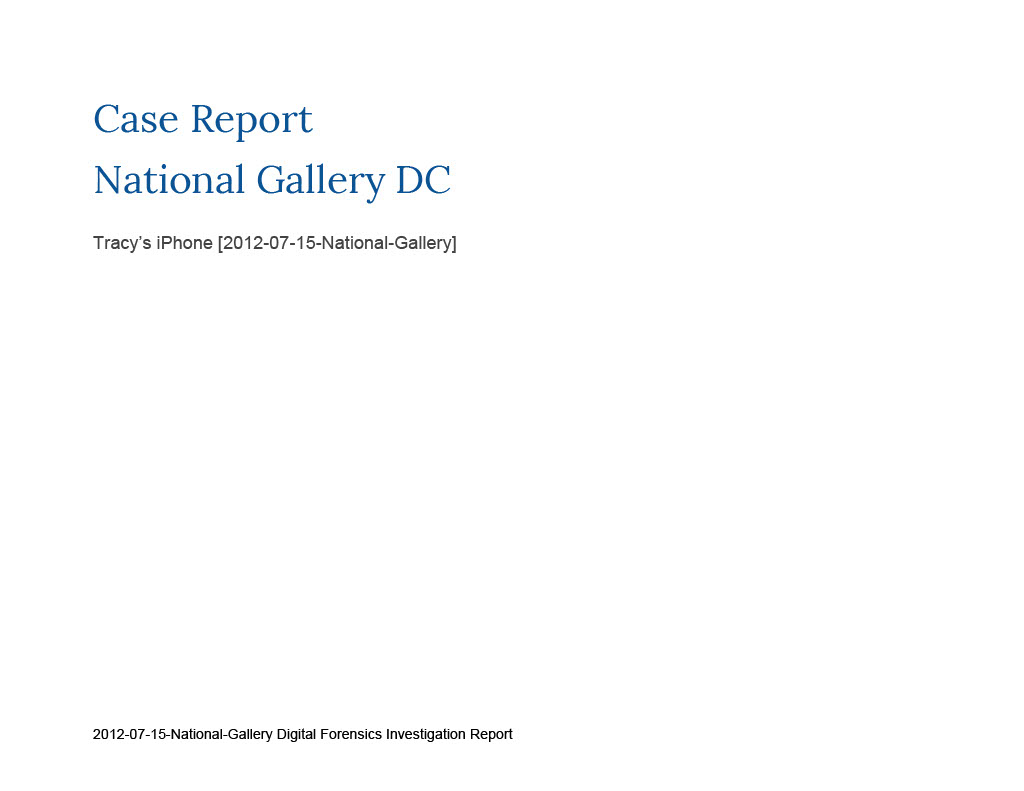 Case Report
National Gallery DC
Tracy’s iPhone [2012-07-15-National-Gallery]
2012-07-15-National-Gallery Digital Forensics Investigation Report